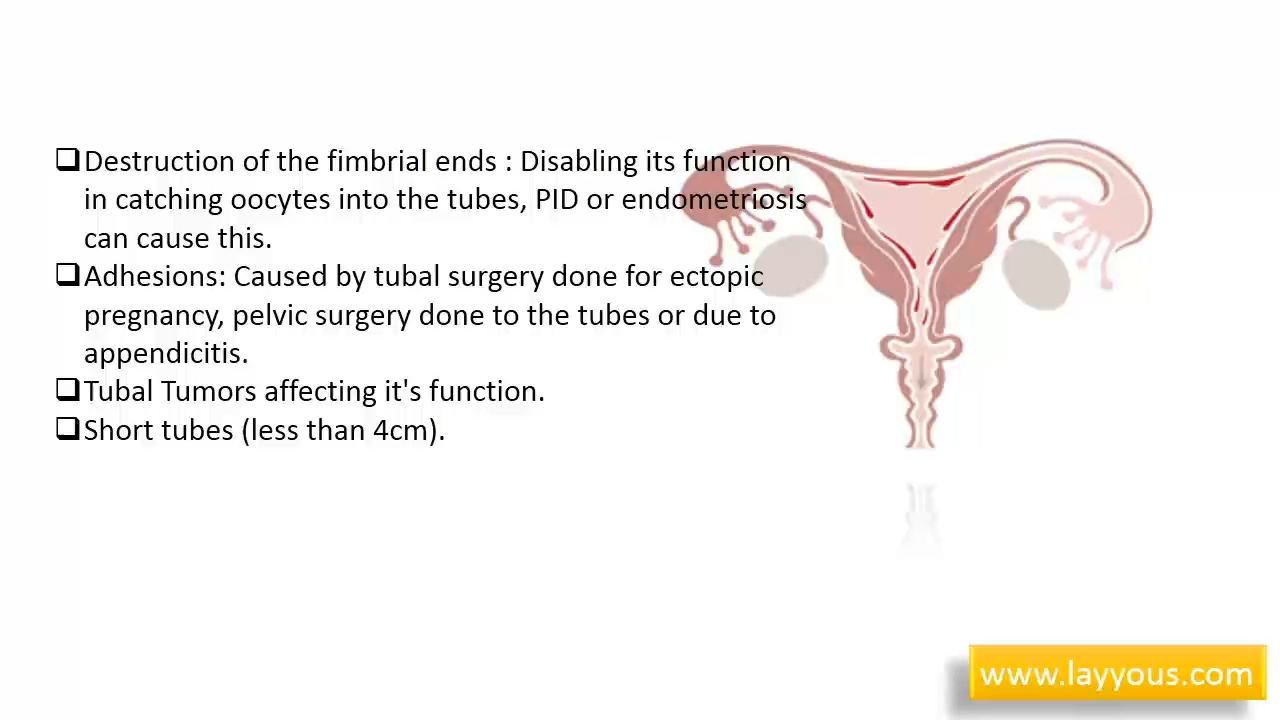 ❑Destruction of the fimbrial ends : Disabling its function
in catching oocytes into the tubes, PID or endometriosis
can cause this.
❑Adhesions: Caused by tubal surgery done for ectopic
pregnancy, pelvic surgery done to the tubes or due to
appendicitis.
❑Tubal Tumors affecting it's function.
❑Short tubes (less than 4cm).
www.layyous.com